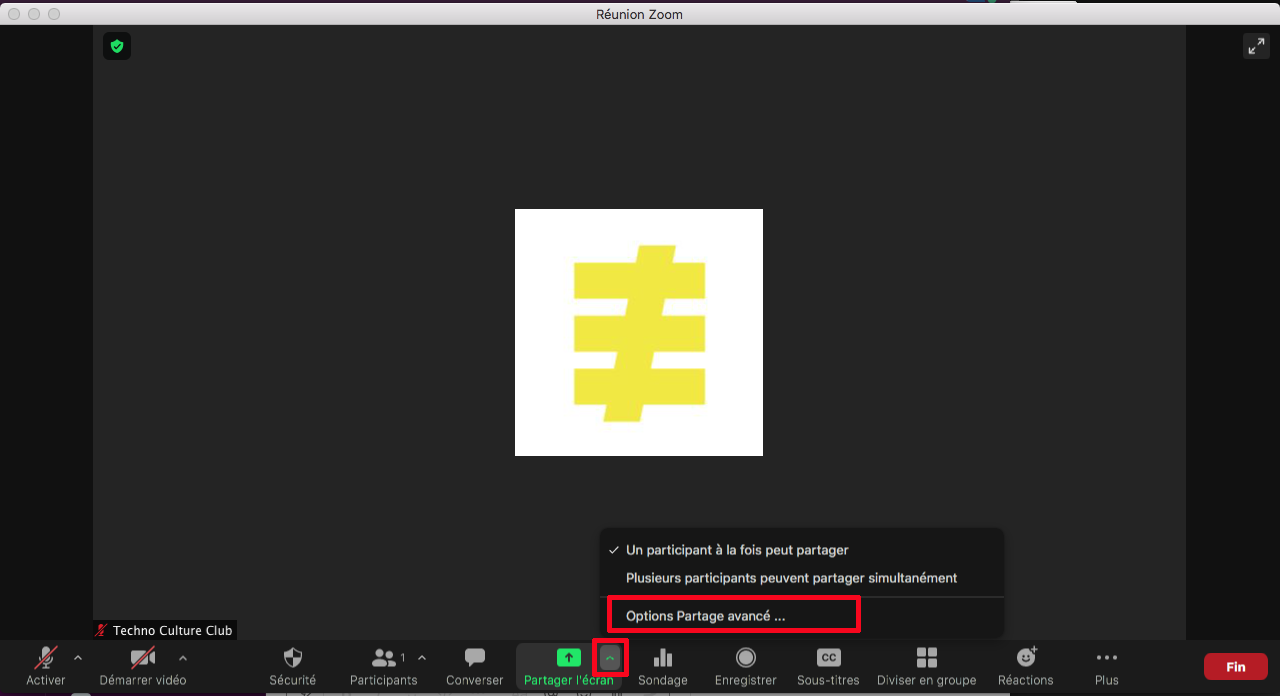 Réunion Zoom
Un participant à la fois peut partager
Plusieurs participants peuvent partager simultanément
Options Partage avancé ...
Techno Culture Club
1
CC
Activer
Démarrer vidéo
Sécurité
Participants
Converser
Partager l'écran
Sondage
Enregistrer
Sous-titres
Diviser en groupe
Réactions
Plus
Fin